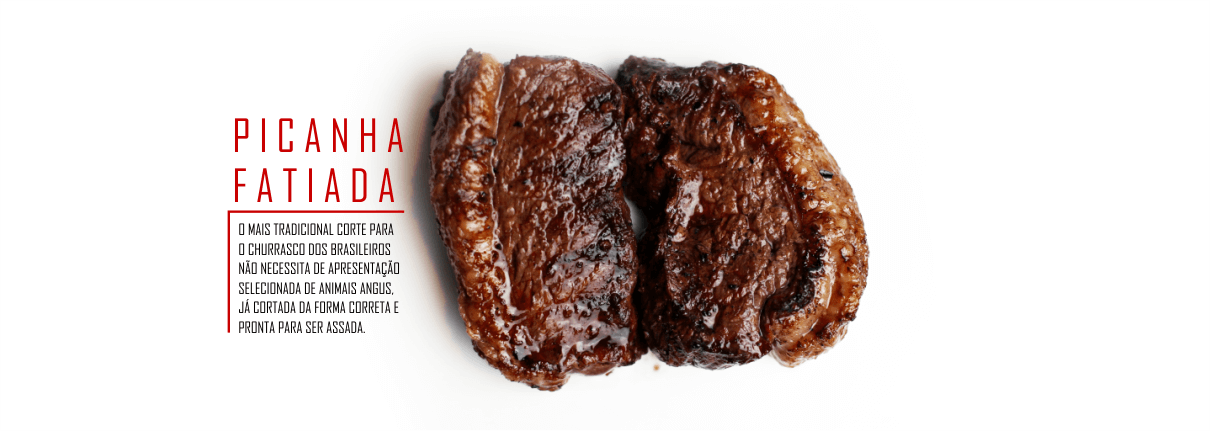 PICANHA
FATIADA
O MAIS TRADICIONAL CORTE PARA
O CHURRASCO DOS BRASILEIROS
NÃO NECESSITA DE APRESENTAÇÃO
SELECIONADA DE ANIMAIS ANGUS,
JÁ CORTADA DA FORMA CORRETA E
PRONTA PARA SER ASSADA.